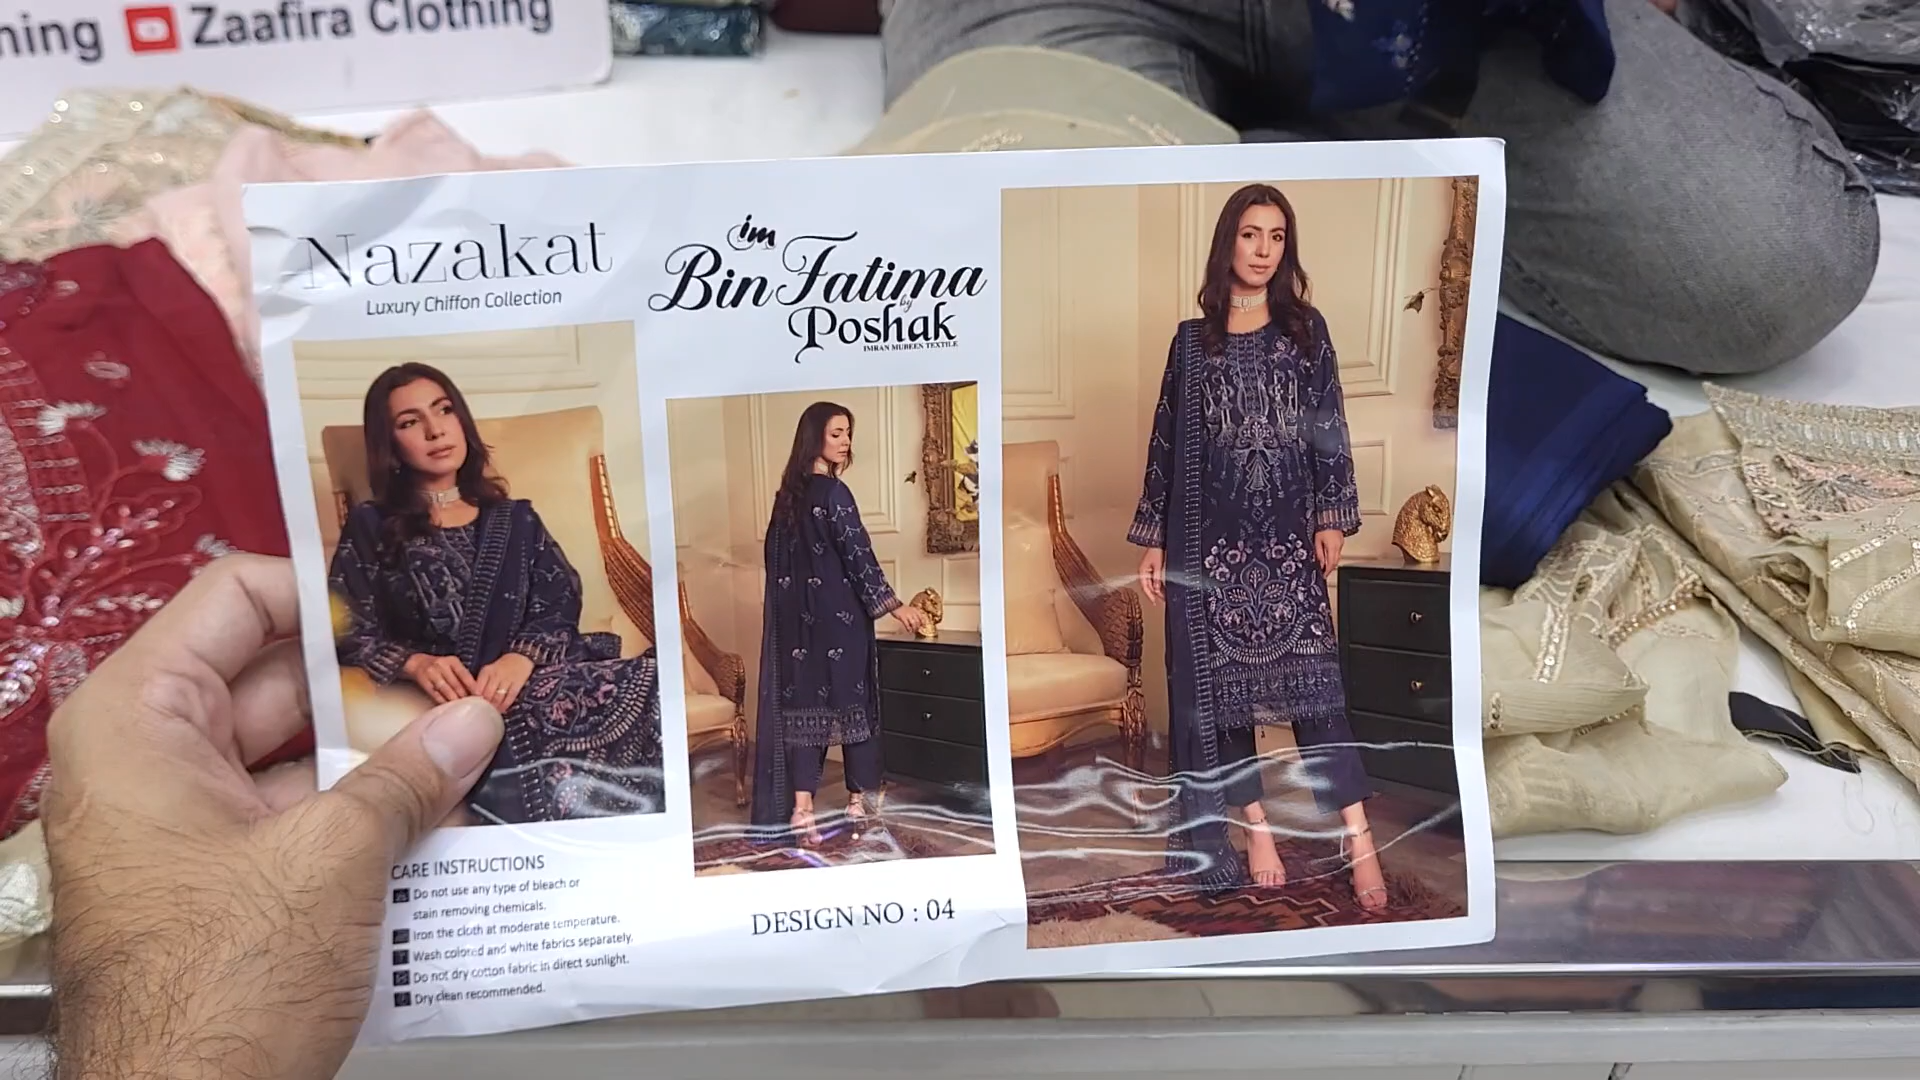 Zaafira Clothing
Nazakat
Luxury Chiffon Collection
im
Bin Fatima
by
Poshak
IMRAN MUBEEN TEXTILE
CARE INSTRUCTIONS
Do not use any type of bleach or
stain removing chemicals.
Iron the cloth at moderate temperature.
Wash colored and white fabrics separately.
Do not dry cotton fabric in direct sunlight.
Dry clean recommended.
DESIGN NO : 04